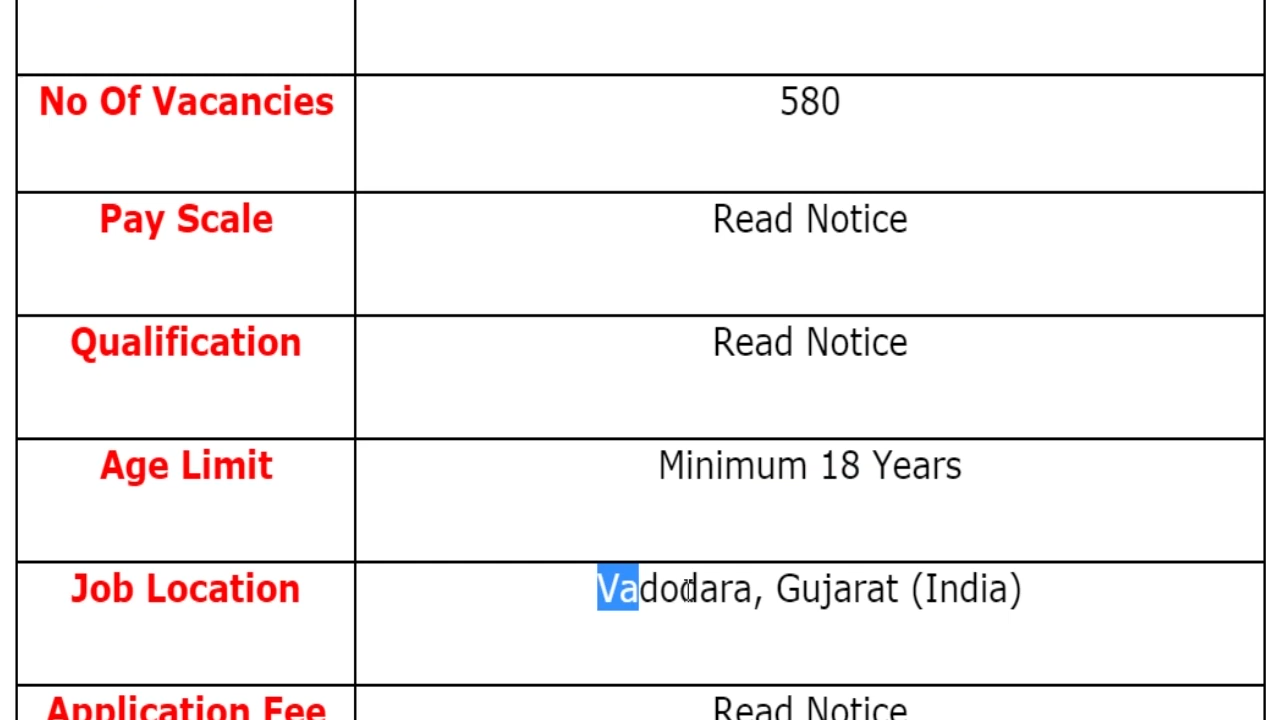 No Of Vacancies 580
Pay Scale Read Notice
Qualification Read Notice
Age Limit Minimum 18 Years
Job Location Vadodara, Gujarat (India)
Application Fee Read Notice